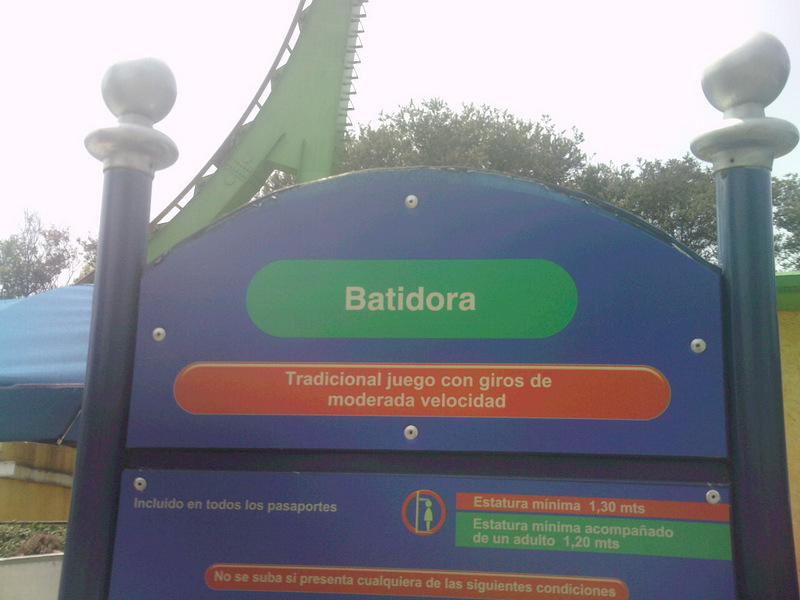 Batidora
Tradicional juego con giros de
moderada velocidad
Incluido en todos los pasaportes
Estatura mínima 1,30 mts
Estatura mínima acompañado
de un adulto 1,20 mts
No se suba si presenta cualquiera de las siguientes condiciones